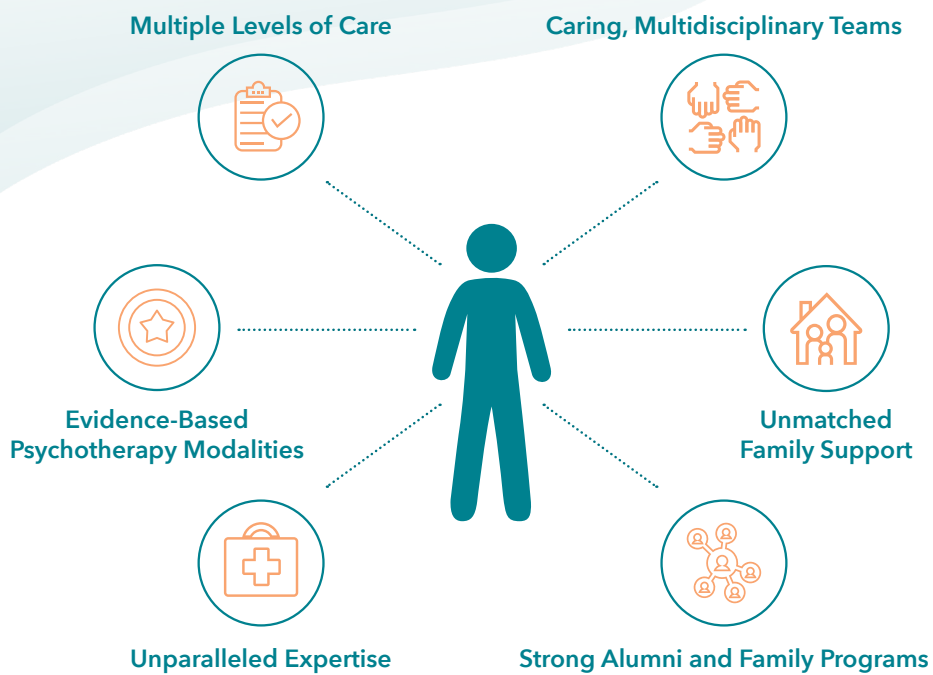 Multiple Levels of Care
Caring, Multidisciplinary Teams
Evidence-Based
Psychotherapy Modalities
Unmatched
Family Support
Unparalleled Expertise
Strong Alumni and Family Programs